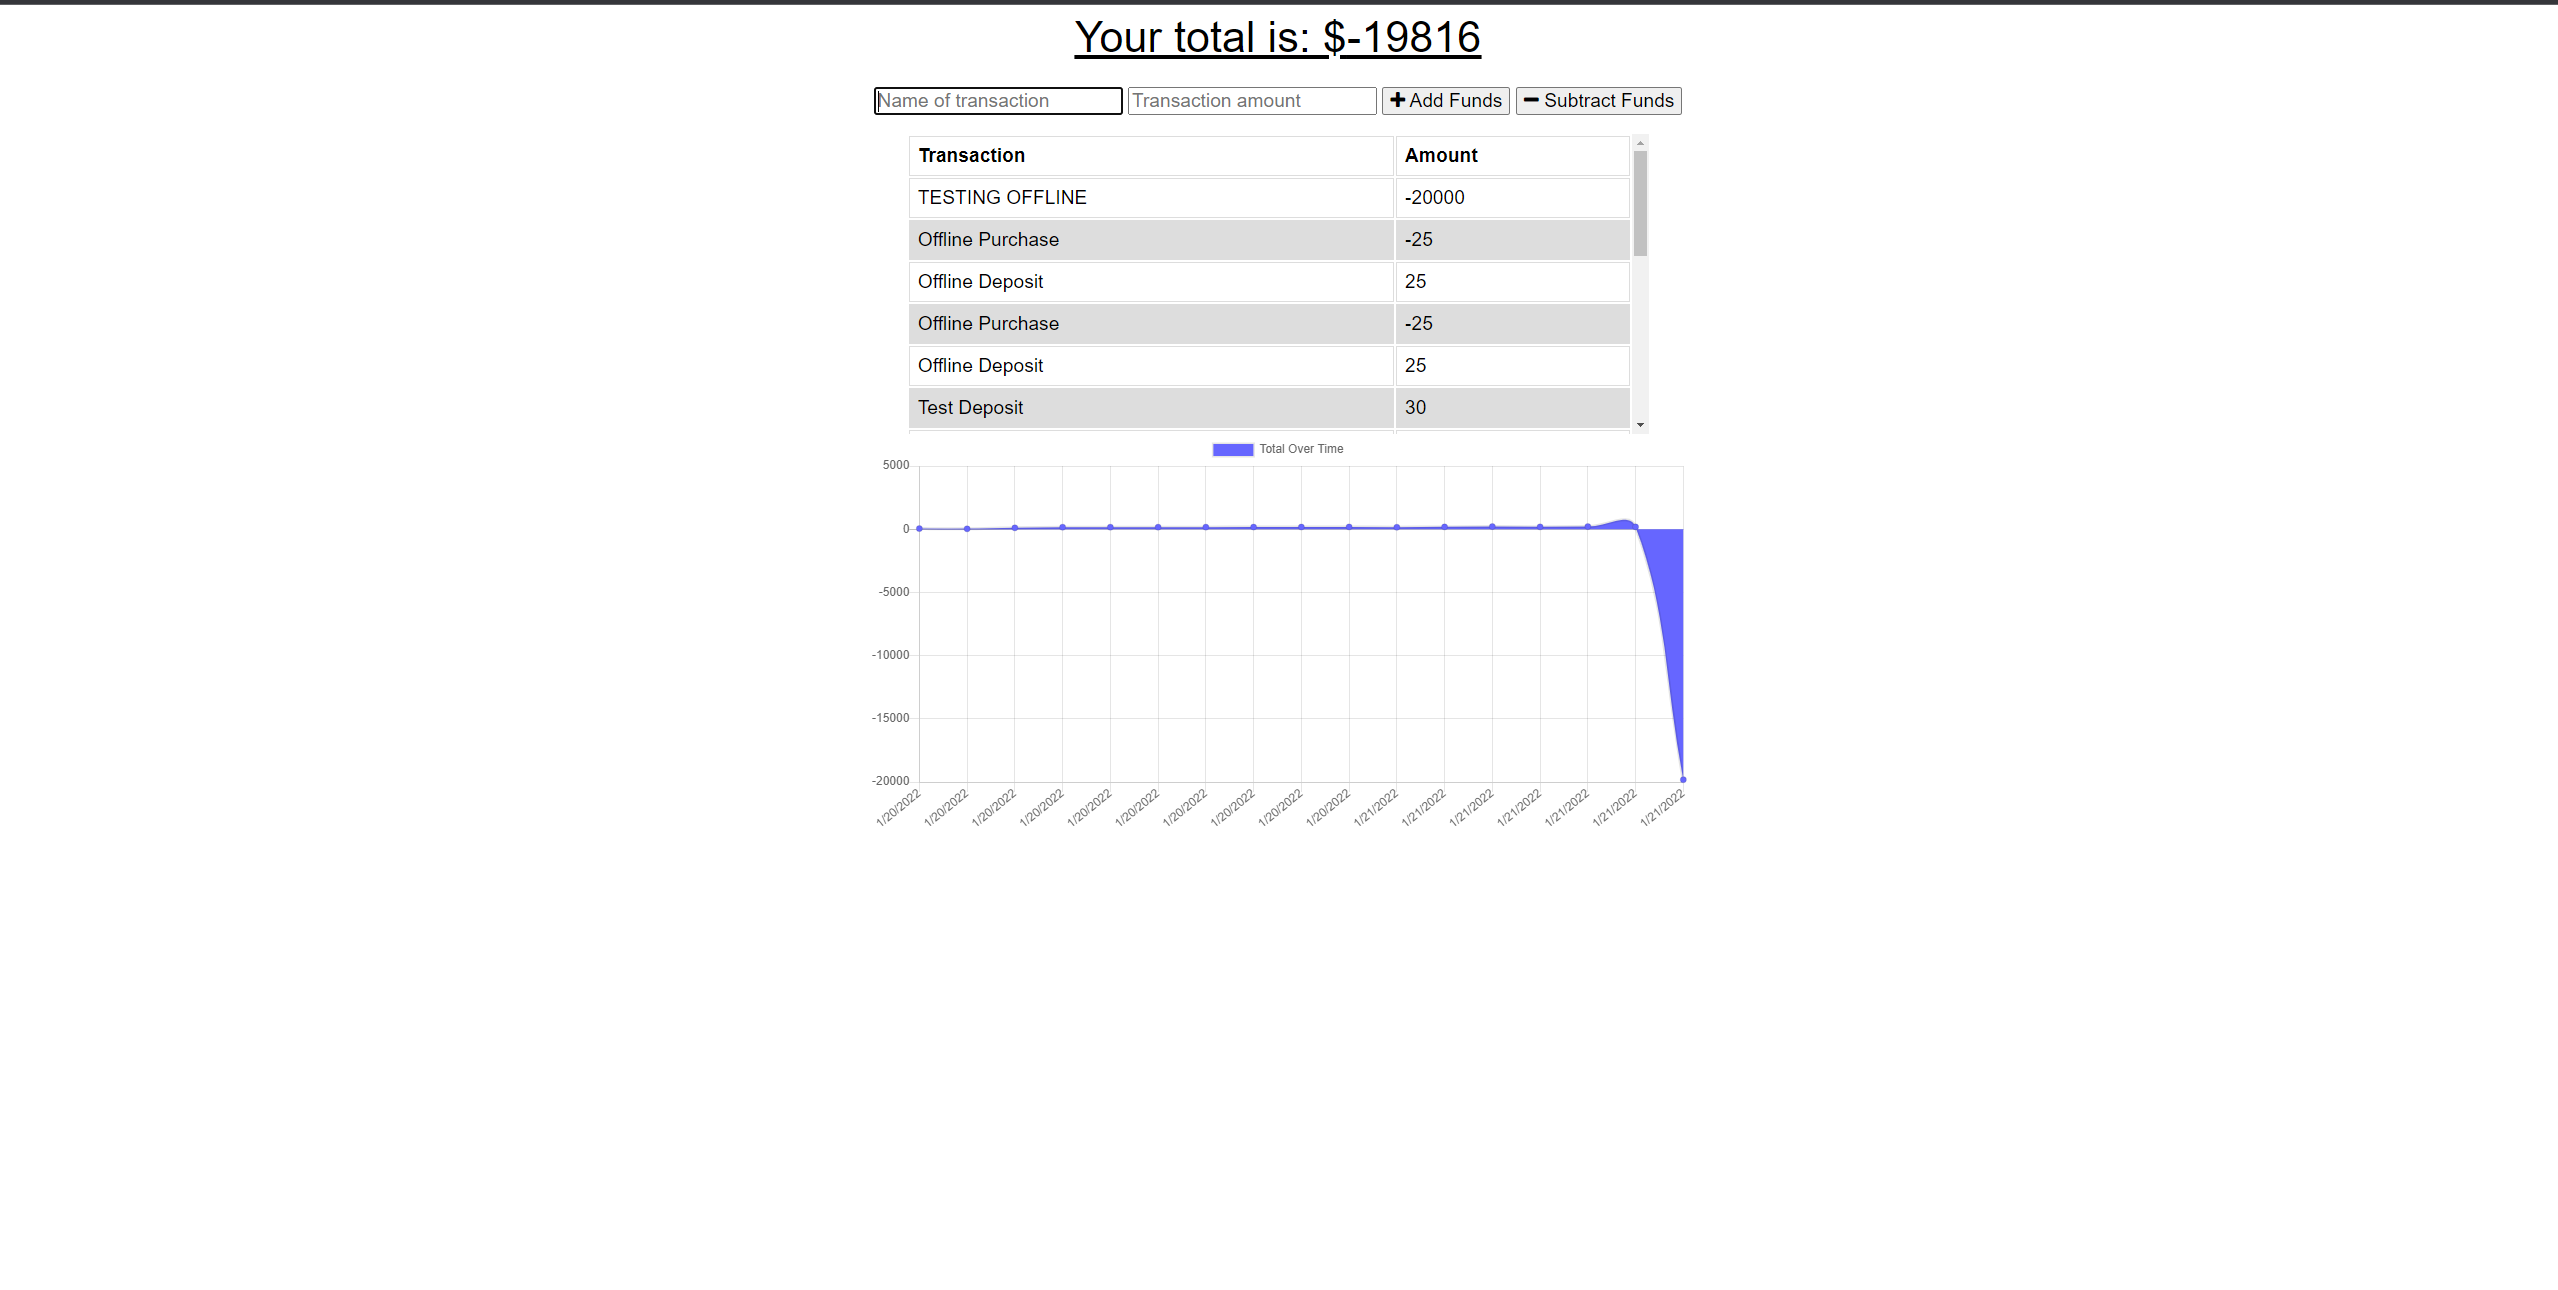 Your total is: $-19816
Name of transaction Transaction amount Add Funds Subtract Funds
Transaction Amount
TESTING OFFLINE -20000
Offline Purchase -25
Offline Deposit 25
Offline Purchase -25
Offline Deposit 25
Test Deposit 30
Total Over Time
5000
0
-5000
-10000
-15000
-20000
1/20/2022 1/20/2022 1/20/2022 1/20/2022 1/20/2022 1/20/2022 1/20/2022 1/20/2022 1/20/2022 1/20/2022 1/21/2022 1/21/2022 1/21/2022 1/21/2022 1/21/2022 1/21/2022 1/21/2022